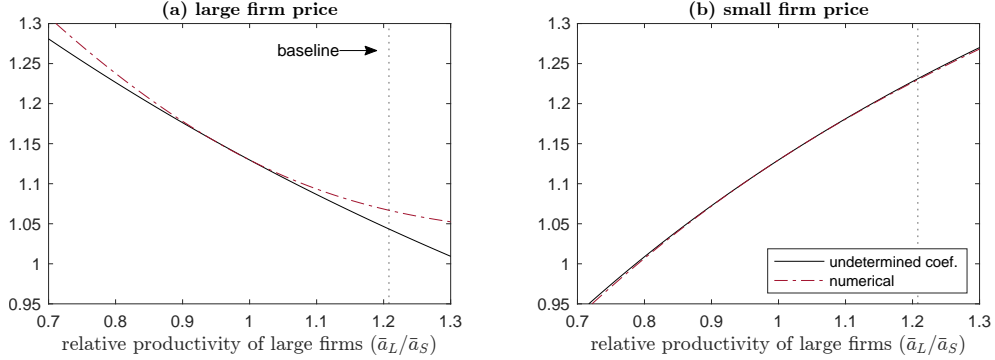 (a) large firm price
1.3
1.25
1.2
1.15
1.1
1.05
1
0.95
0.7 0.8 0.9 1 1.1 1.2 1.3
baseline
relative productivity of large firms (ā_L/ā_S)
(b) small firm price
1.3
1.25
1.2
1.15
1.1
1.05
1
0.95
0.7 0.8 0.9 1 1.1 1.2 1.3
undetermined coef.
numerical
relative productivity of large firms (ā_L/ā_S)